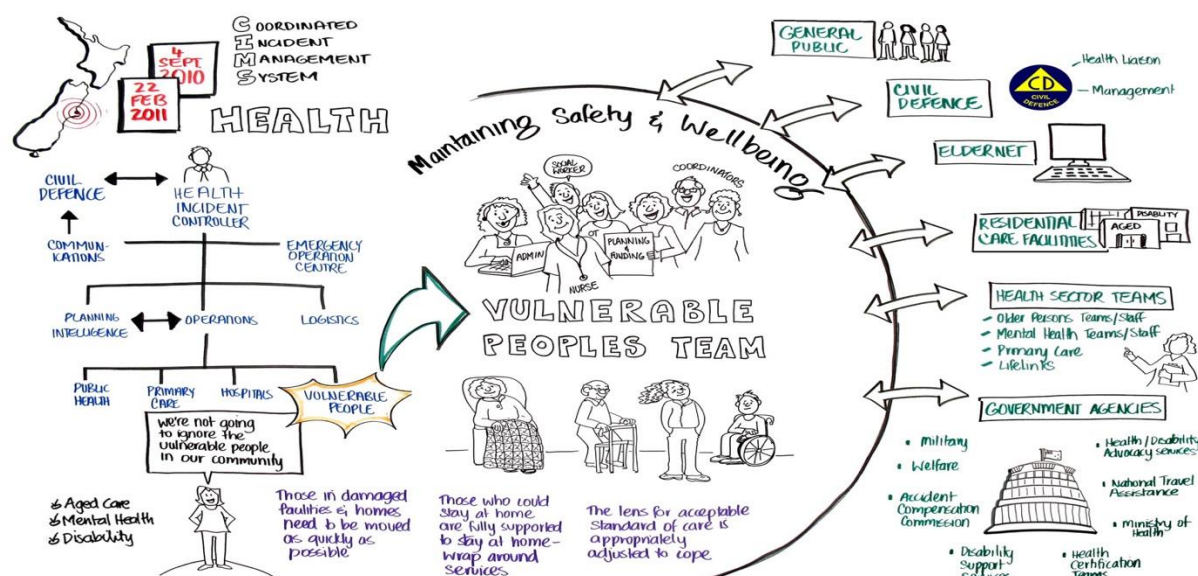 COORDINATED
INCIDENT
MANAGEMENT
SYSTEM
4
SEPT
2010
22
FEB
2011
HEALTH
CIVIL
DEFENCE
HEALTH
INCIDENT
CONTROLLER
COMMUN-
ICATIONS
EMERGENCY
OPERATION
CENTRE
PLANNING
INTELLIGENCE
OPERATIONS
LOGISTICS
PUBLIC
HEALTH
PRIMARY
CARE
HOSPITALS
VULNERABLE
PEOPLE
we're not going
to ignore the
vulnerable people
in our community
Aged Care
Mental Health
Disability
Those in damaged
facilities & homes
need to be moved
as quickly as
possible
Maintaining Safety & Wellbeing
SOCIAL
WORKER
COORDINATORS
OT
ADMIN
PLANNING
&
FUNDING
NURSE
VULNERABLE
PEOPLES TEAM
Those who could
stay at home
are fully supported
to stay at home-
wrap around
services
The lens for acceptable
standard of care is
appropriately
adjusted to cope
GENERAL
PUBLIC
CIVIL
DEFENCE
CD
CIVIL
DEFENCE
Health Liaison
Management
ELDERNET
RESIDENTIAL
CARE FACILITIES
AGED
DISABLITY
HEALTH SECTOR TEAMS
- Older Persons Teams/Staff
- Mental Health Teams/Staff
- Primary Care
- Lifelinks
GOVERNMENT AGENCIES
• Military
• Welfare
• Accident
Compensation
Commission
• Disability
Support
• Health/Disability
Advocacy services
• National Travel
Assistance
• Ministry of
Health
• Health
Certification